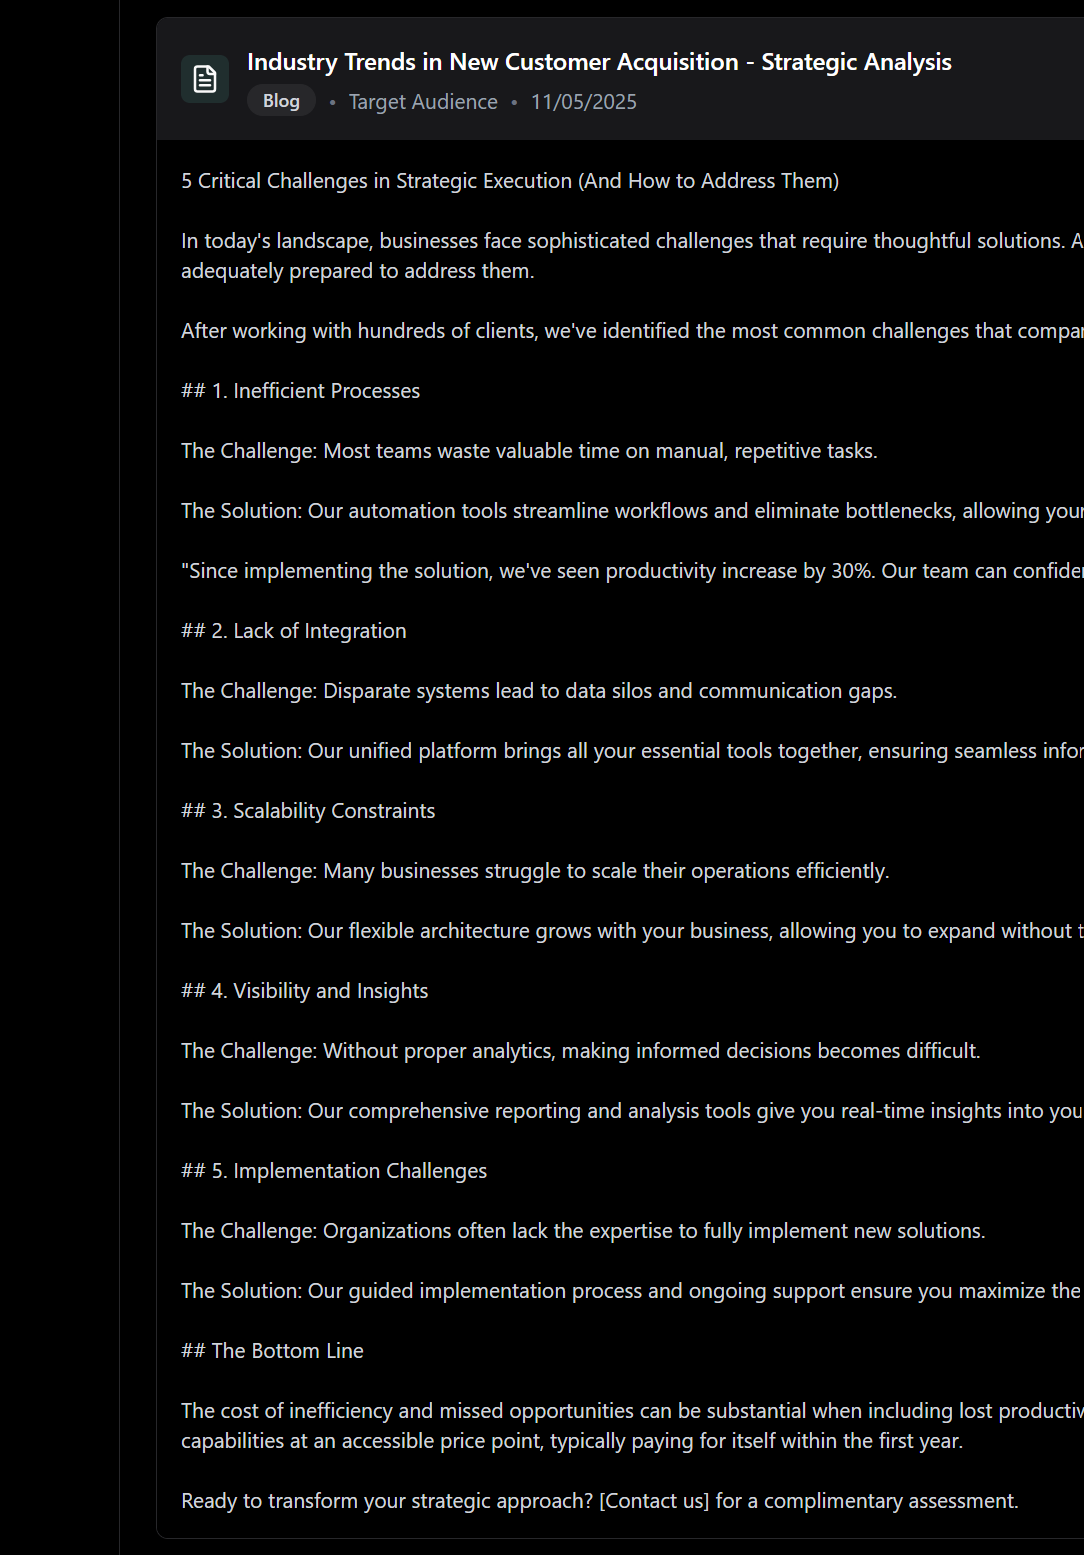 Industry Trends in New Customer Acquisition - Strategic Analysis
Blog • Target Audience • 11/05/2025
5 Critical Challenges in Strategic Execution (And How to Address Them)
In today's landscape, businesses face sophisticated challenges that require thoughtful solutions. A
adequately prepared to address them.
After working with hundreds of clients, we've identified the most common challenges that compa
## 1. Inefficient Processes
The Challenge: Most teams waste valuable time on manual, repetitive tasks.
The Solution: Our automation tools streamline workflows and eliminate bottlenecks, allowing your
"Since implementing the solution, we've seen productivity increase by 30%. Our team can confide
## 2. Lack of Integration
The Challenge: Disparate systems lead to data silos and communication gaps.
The Solution: Our unified platform brings all your essential tools together, ensuring seamless info
## 3. Scalability Constraints
The Challenge: Many businesses struggle to scale their operations efficiently.
The Solution: Our flexible architecture grows with your business, allowing you to expand without t
## 4. Visibility and Insights
The Challenge: Without proper analytics, making informed decisions becomes difficult.
The Solution: Our comprehensive reporting and analysis tools give you real-time insights into you
## 5. Implementation Challenges
The Challenge: Organizations often lack the expertise to fully implement new solutions.
The Solution: Our guided implementation process and ongoing support ensure you maximize the
## The Bottom Line
The cost of inefficiency and missed opportunities can be substantial when including lost productiv
capabilities at an accessible price point, typically paying for itself within the first year.
Ready to transform your strategic approach? [Contact us] for a complimentary assessment.